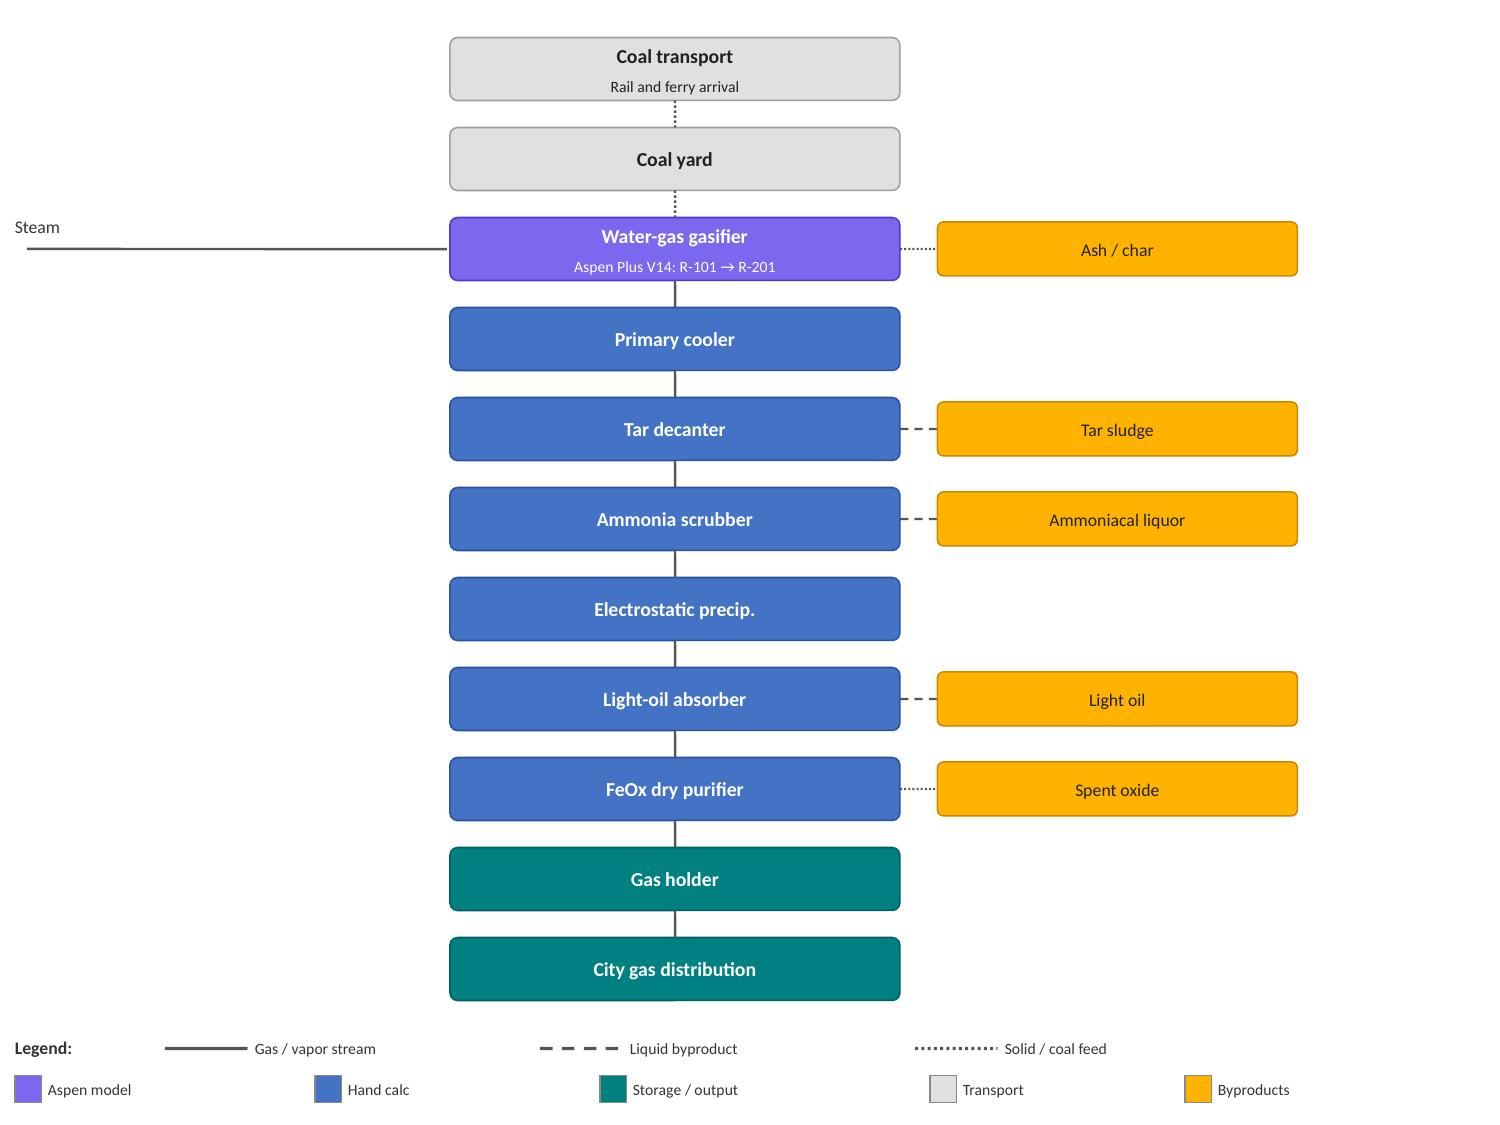 Coal transport
Rail and ferry arrival
Coal yard
Steam
Water-gas gasifier
Aspen Plus V14: R-101 → R-201
Ash / char
Primary cooler
Tar decanter
Tar sludge
Ammonia scrubber
Ammoniacal liquor
Electrostatic precip.
Light-oil absorber
Light oil
FeOx dry purifier
Spent oxide
Gas holder
City gas distribution
Legend:
Gas / vapor stream
Liquid byproduct
Solid / coal feed
Aspen model
Hand calc
Storage / output
Transport
Byproducts